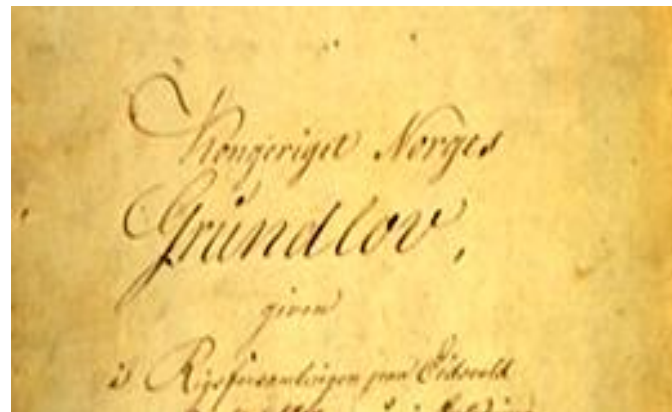 Kongeriget Norges
Grundlov,
given
i Rigsforsamlingen paa Eidsvold